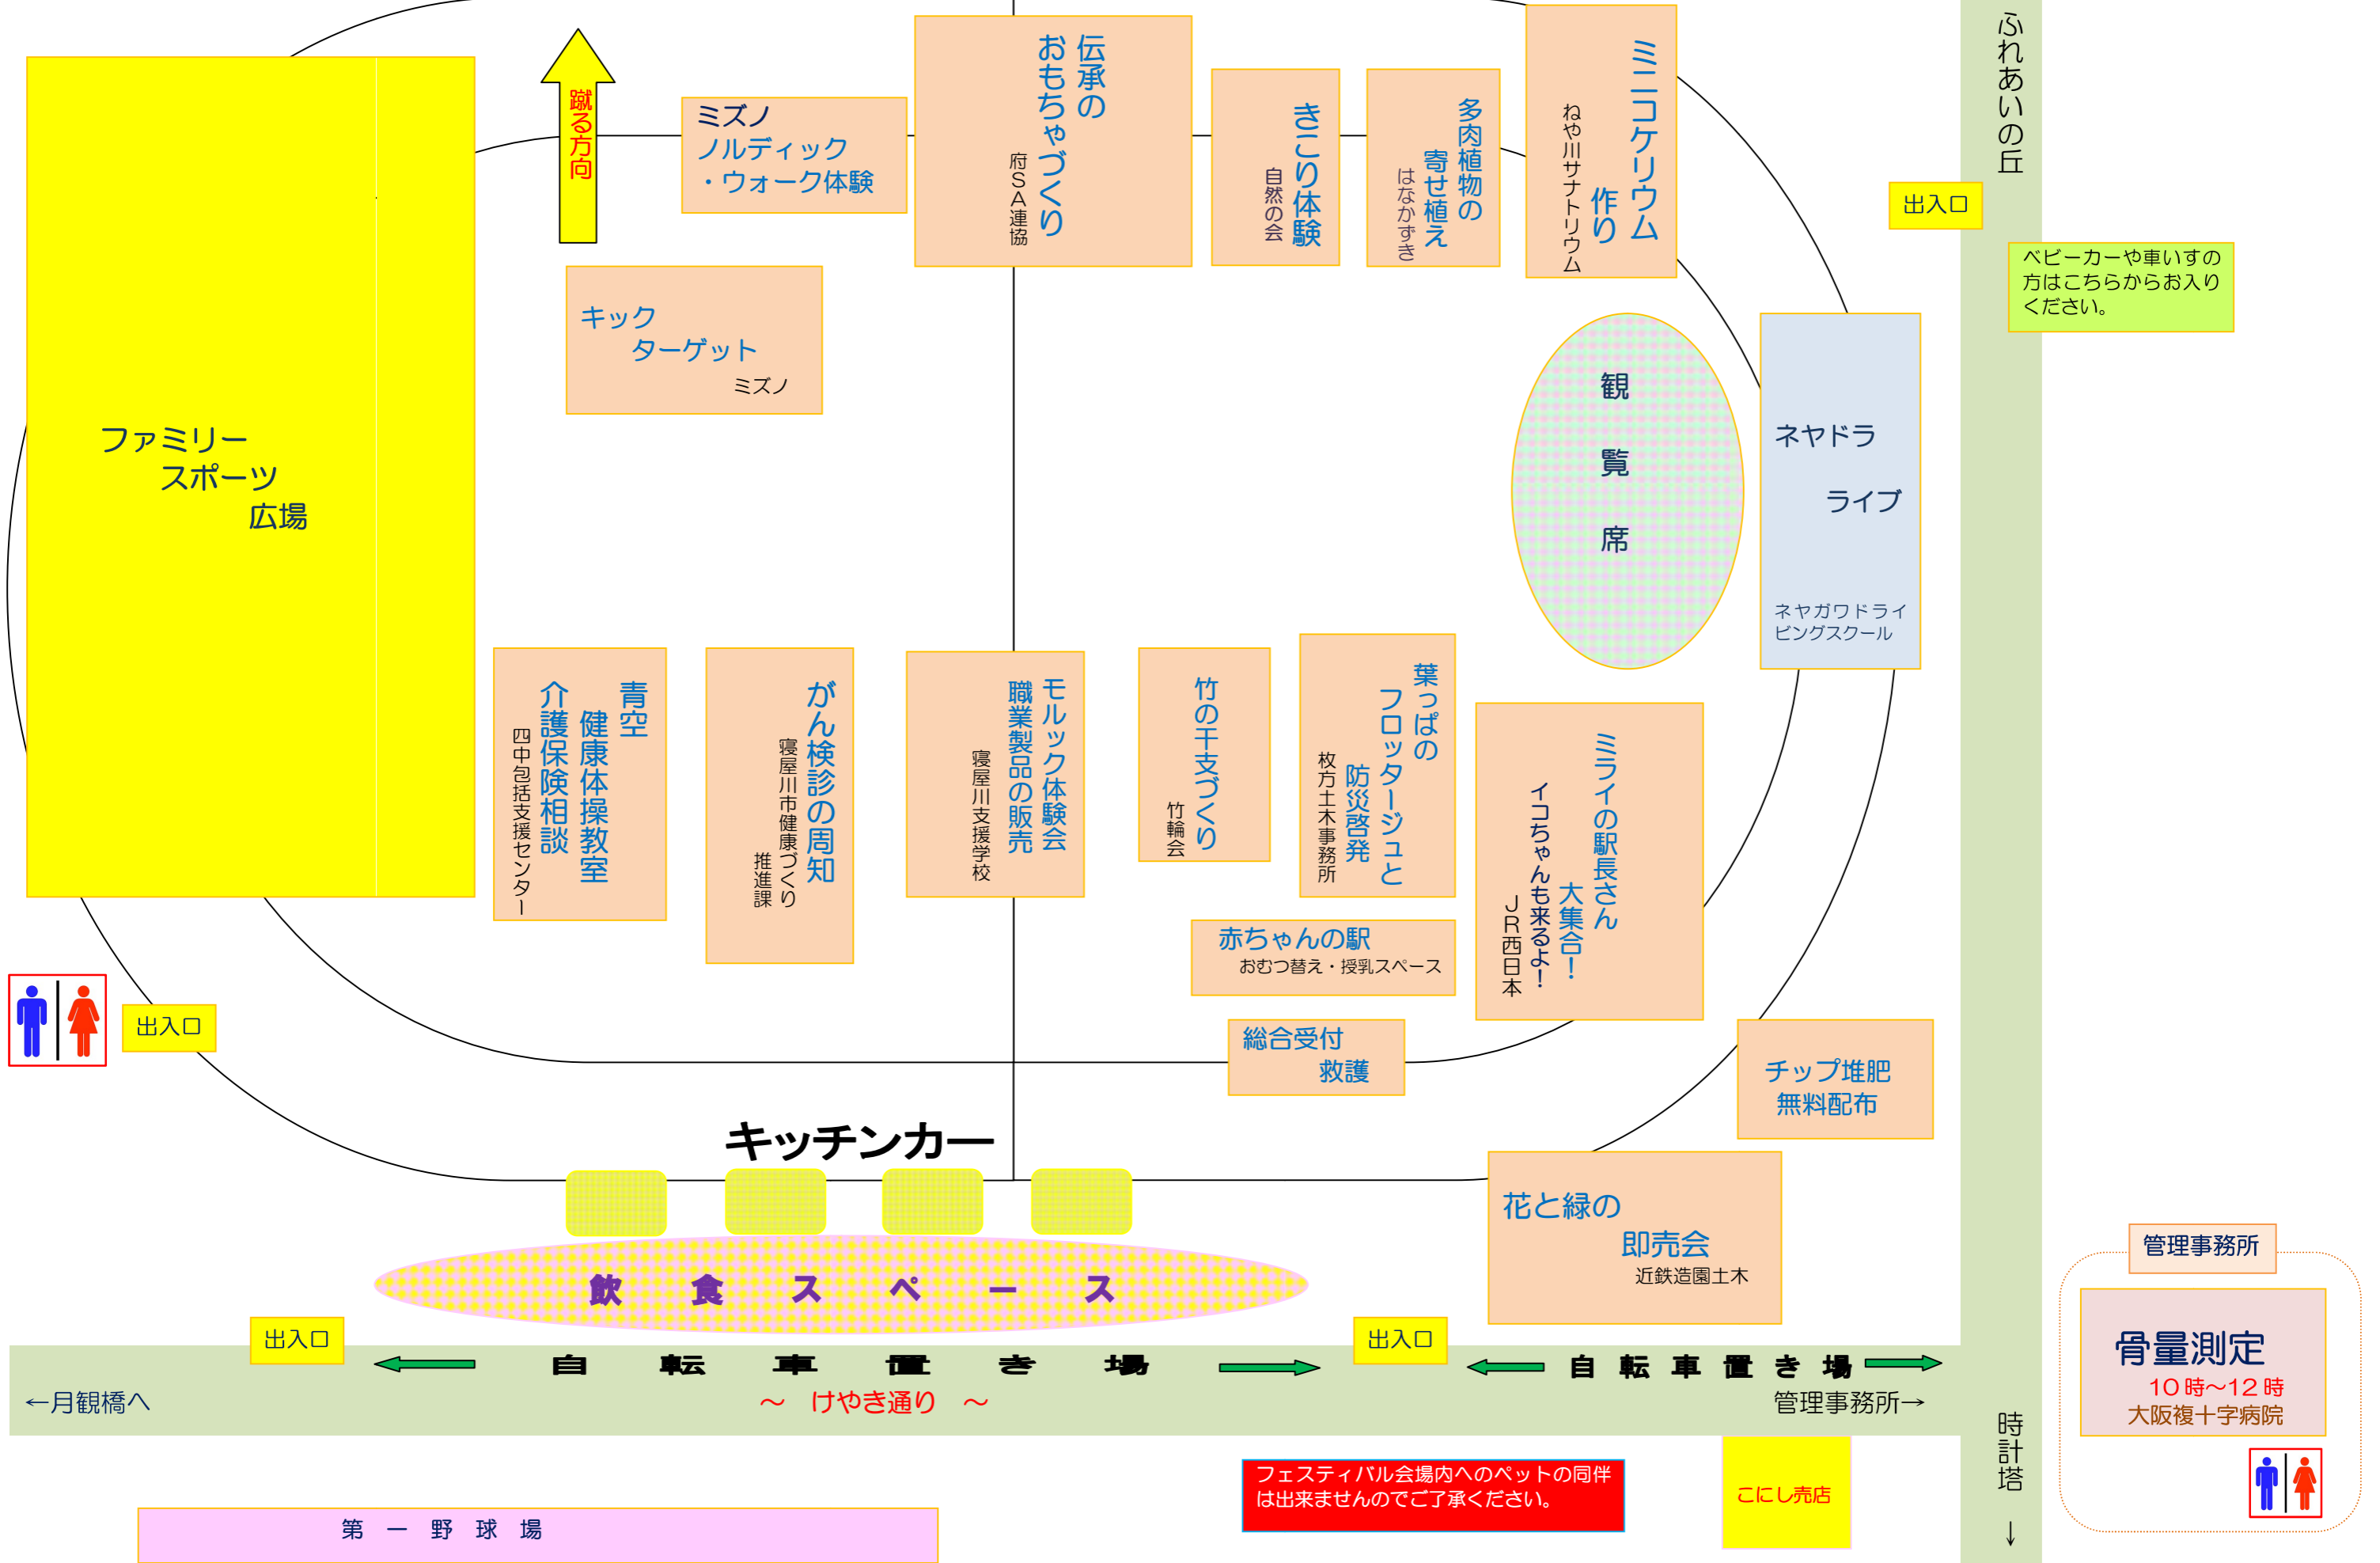 ふれあいの丘
蹴る方向
ミズノ
ノルディック
・ウォーク体験
伝承の
おもちゃづくり
府SA連協
きこり体験
自然の会
多肉植物の
寄せ植え
はなかずき
ミニコケリウム
作り
ねや川サナトリウム
出入口
ベビーカーや車いすの
方はこちらからお入り
ください。
キック
ターゲット
ミズノ
ファミリー
スポーツ
広場
観覧席
ネヤドラ
ライブ
ネヤガワドライ
ビングスクール
青空
健康体操教室
介護保険相談
四中包括支援センター
がん検診の周知
寝屋川市健康づくり
推進課
モルック体験会
職業製品の販売
寝屋川支援学校
竹の干支づくり
竹輪会
葉っぱの
フロッタージュと
防災啓発
枚方土木事務所
ミライの駅長さん
大集合！
イコちゃんも来るよ！
JR西日本
赤ちゃんの駅
おむつ替え・授乳スペース
出入口
総合受付
救護
チップ堆肥
無料配布
キッチンカー
花と緑の
即売会
近鉄造園土木
飲食スペース
管理事務所
骨量測定
10時～12時
大阪複十字病院
出入口
出入口
自転車置き場
自転車置き場
←月観橋へ
～ けやき通り ～
管理事務所→
時計塔 ↓
フェスティバル会場内へのペットの同伴
は出来ませんのでご了承ください。
こにし売店
第一野球場